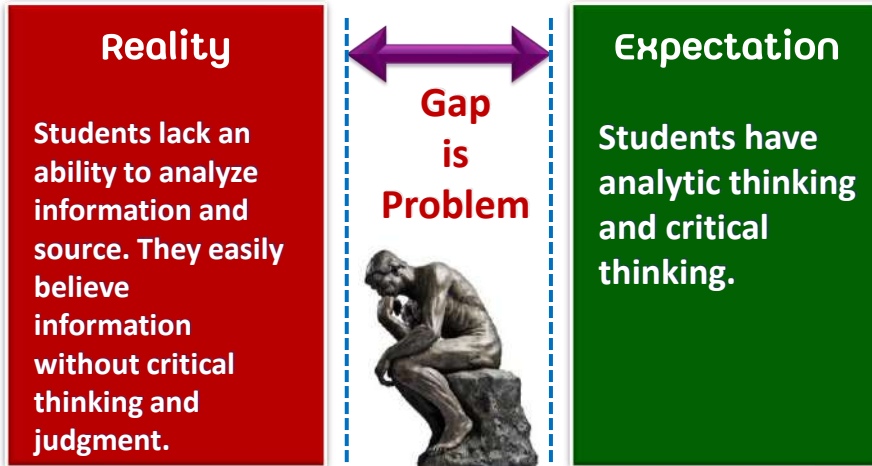 Reality
Students lack an
ability to analyze
information and
source. They easily
believe
information
without critical
thinking and
judgment.
Gap
is
Problem
Expectation
Students have
analytic thinking
and critical
thinking.